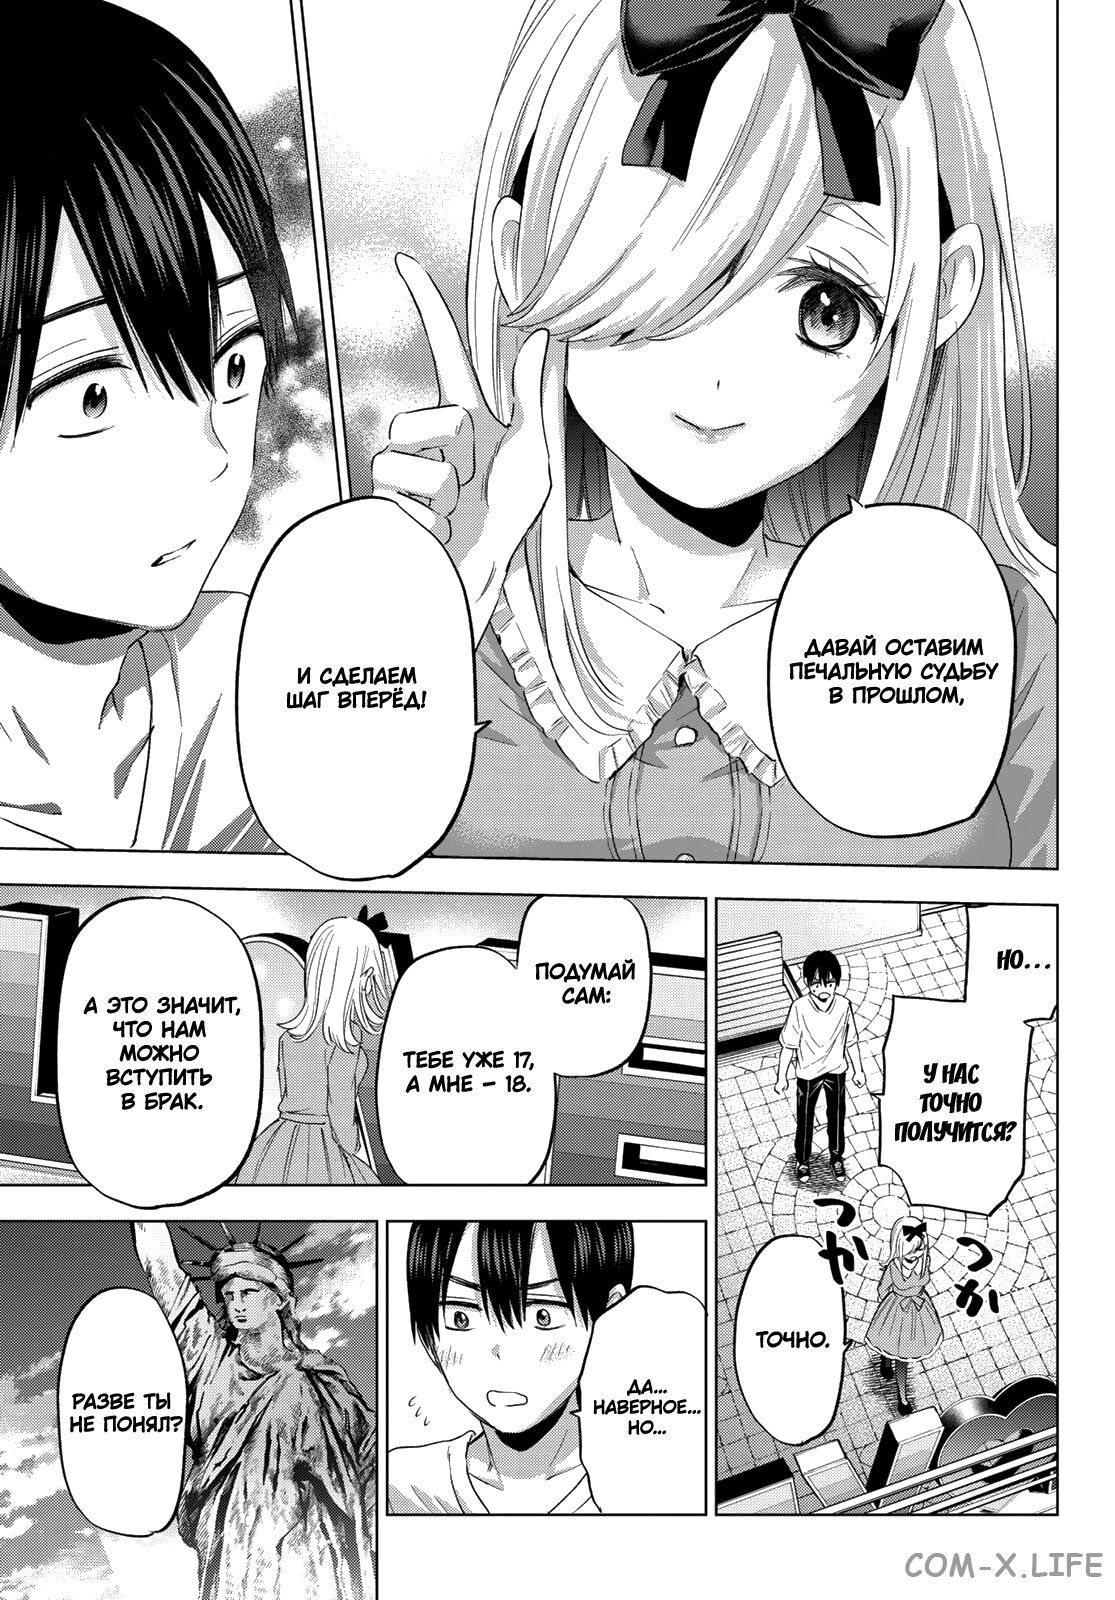 ДАВАЙ ОСТАВИМ
ПЕЧАЛЬНУЮ СУДЬБУ
В ПРОШЛОМ,
И СДЕЛАЕМ
ШАГ ВПЕРЁД!
НО...
У НАС
ТОЧНО
ПОЛУЧИТСЯ?
つか
つか
ТОЧНО.
ПОДУМАЙ
САМ:
ТЕБЕ УЖЕ 17,
А МНЕ – 18.
А ЭТО ЗНАЧИТ,
ЧТО НАМ
МОЖНО
ВСТУПИТЬ
В БРАК.
ДА...
НАВЕРНОЕ...
НО...
РАЗВЕ ТЫ
НЕ ПОНЯЛ?
COM-X.LIFE